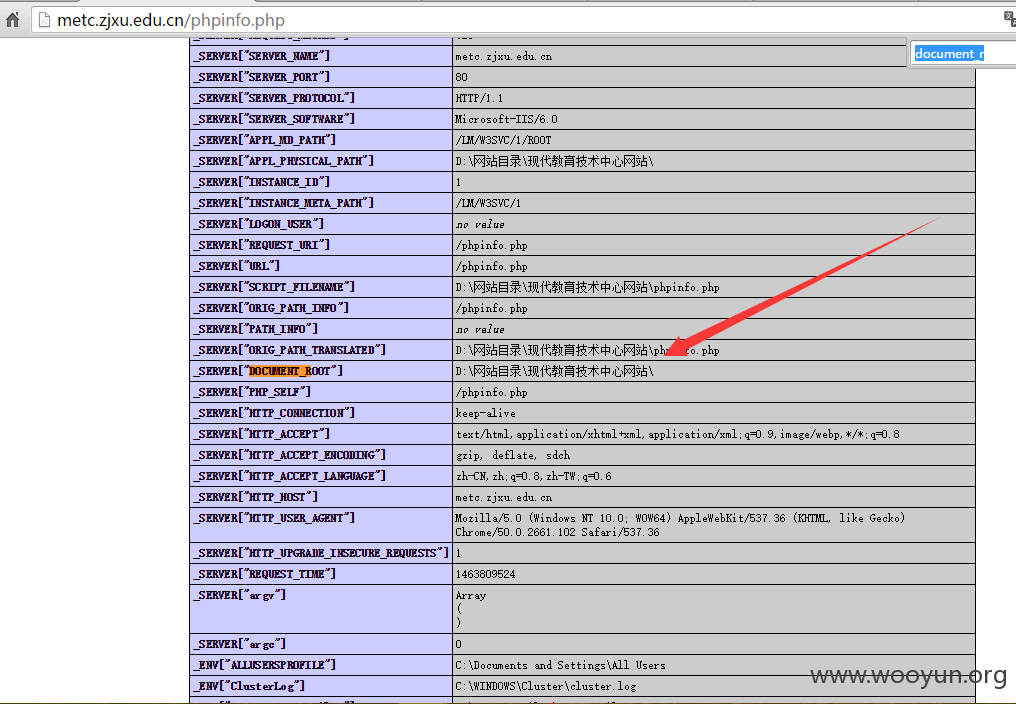 metc.zjxu.edu.cn/phpinfo.php
document_r
_SERVER["SERVER_NAME"] metc.zjxu.edu.cn
_SERVER["SERVER_PORT"] 80
_SERVER["SERVER_PROTOCOL"] HTTP/1.1
_SERVER["SERVER_SOFTWARE"] Microsoft-IIS/6.0
_SERVER["APPL_MD_PATH"] /LM/W3SVC/1/ROOT
_SERVER["APPL_PHYSICAL_PATH"] D:\网站目录\现代教育技术中心网站\
_SERVER["INSTANCE_ID"] 1
_SERVER["INSTANCE_META_PATH"] /LM/W3SVC/1
_SERVER["LOGON_USER"] no value
_SERVER["REQUEST_URI"] /phpinfo.php
_SERVER["URL"] /phpinfo.php
_SERVER["SCRIPT_FILENAME"] D:\网站目录\现代教育技术中心网站\phpinfo.php
_SERVER["ORIG_PATH_INFO"] /phpinfo.php
_SERVER["PATH_INFO"] no value
_SERVER["ORIG_PATH_TRANSLATED"] D:\网站目录\现代教育技术中心网站\phpinfo.php
_SERVER["DOCUMENT_ROOT"] D:\网站目录\现代教育技术中心网站\
_SERVER["PHP_SELF"] /phpinfo.php
_SERVER["HTTP_CONNECTION"] keep-alive
_SERVER["HTTP_ACCEPT"] text/html,application/xhtml+xml,application/xml;q=0.9,image/webp,*/*;q=0.8
_SERVER["HTTP_ACCEPT_ENCODING"] gzip, deflate, sdch
_SERVER["HTTP_ACCEPT_LANGUAGE"] zh-CN,zh;q=0.8,zh-TW;q=0.6
_SERVER["HTTP_HOST"] metc.zjxu.edu.cn
_SERVER["HTTP_USER_AGENT"] Mozilla/5.0 (Windows NT 10.0; WOW64) AppleWebKit/537.36 (KHTML, like Gecko)
Chrome/50.0.2661.102 Safari/537.36
_SERVER["HTTP_UPGRADE_INSECURE_REQUESTS"] 1
_SERVER["REQUEST_TIME"] 1463809524
_SERVER["argv"] Array
(
)
_SERVER["argc"] 0
_ENV["ALLUSERSPROFILE"] C:\Documents and Settings\All Users
_ENV["ClusterLog"] C:\WINDOWS\Cluster\cluster.log
www.wooyun.org